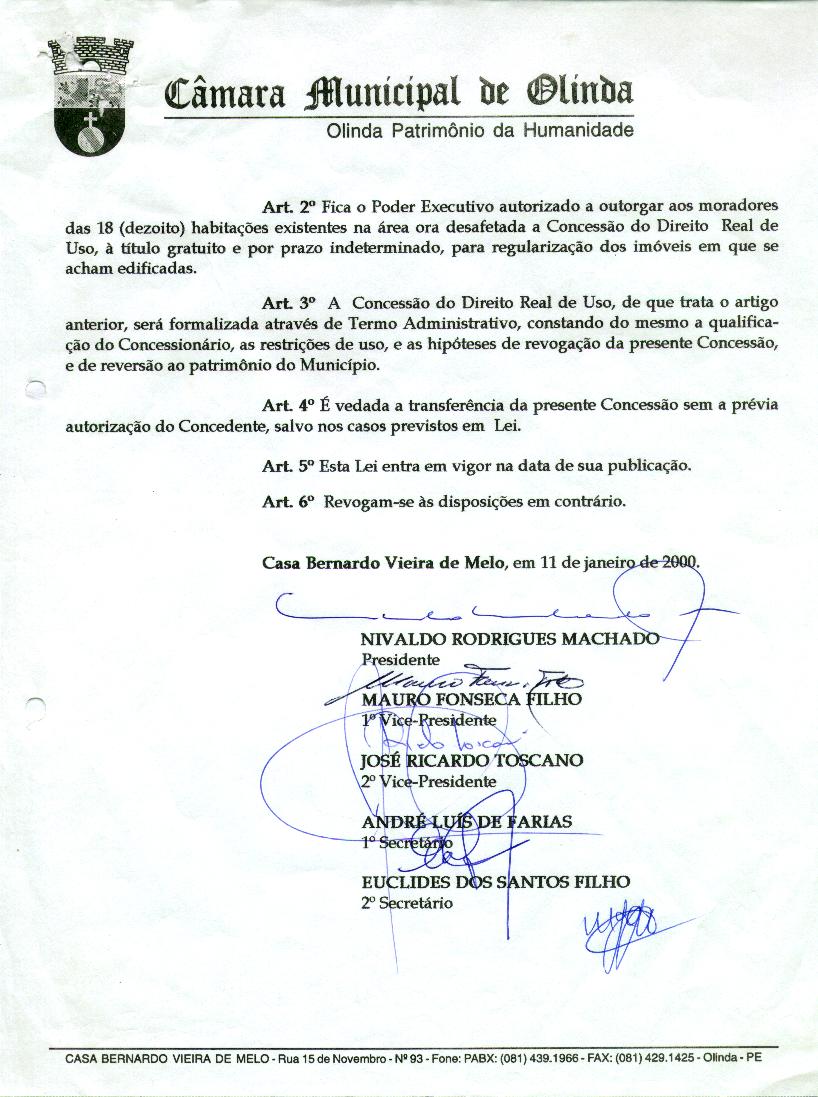 Câmara Municipal de Olinda
Olinda Patrimônio da Humanidade
Art. 2º Fica o Poder Executivo autorizado a outorgar aos moradores
das 18 (dezoito) habitações existentes na área ora desafetada a Concessão do Direito Real de
Uso, à título gratuito e por prazo indeterminado, para regularização dos imóveis em que se
acham edificadas.
Art. 3º A Concessão do Direito Real de Uso, de que trata o artigo
anterior, será formalizada através de Termo Administrativo, constando do mesmo a qualifica-
ção do Concessionário, as restrições de uso, e as hipóteses de revogação da presente Concessão,
e de reversão ao patrimônio do Município.
Art. 4º É vedada a transferência da presente Concessão sem a prévia
autorização do Concedente, salvo nos casos previstos em Lei.
Art. 5º Esta Lei entra em vigor na data de sua publicação.
Art. 6º Revogam-se às disposições em contrário.
Casa Bernardo Vieira de Melo, em 11 de janeiro de 2000.
NIVALDO RODRIGUES MACHADO
Presidente
MAURO FONSECA FILHO
1º Vice-Presidente
JOSÉ RICARDO TOSCANO
2º Vice-Presidente
ANDRÉ LUÍS DE FARIAS
1º Secretário
EUCLIDES DOS SANTOS FILHO
2º Secretário
CASA BERNARDO VIEIRA DE MELO - Rua 15 de Novembro - Nº 93 - Fone: PABX: (081) 439.1966 - FAX: (081) 429.1425 - Olinda - PE